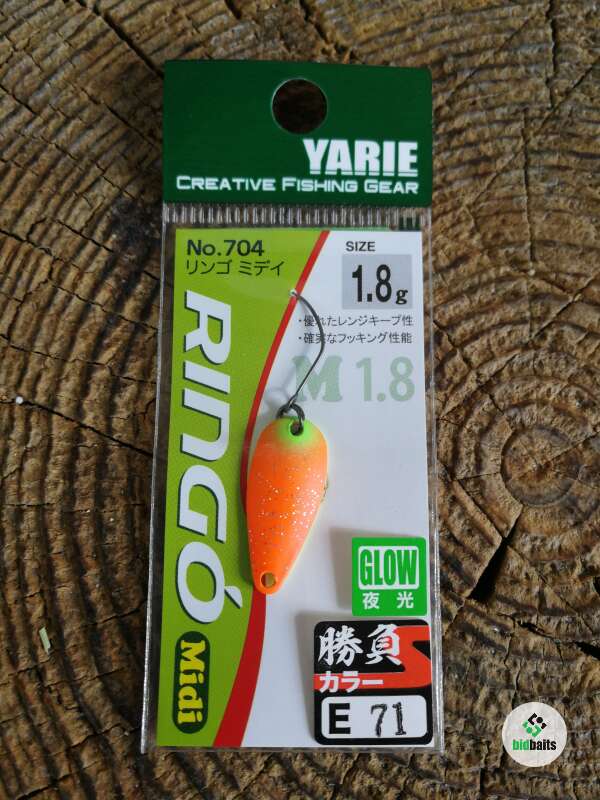 YARIE
CREATIVE FISHING GEAR
No.704
リンゴ ミディ
SIZE
1.8g
・優れたレンジキープ性
・確実なフッキング性能
M 1.8
RINGO
Midi
GLOW
夜光
勝負S
カラー
E 71
bidbaits